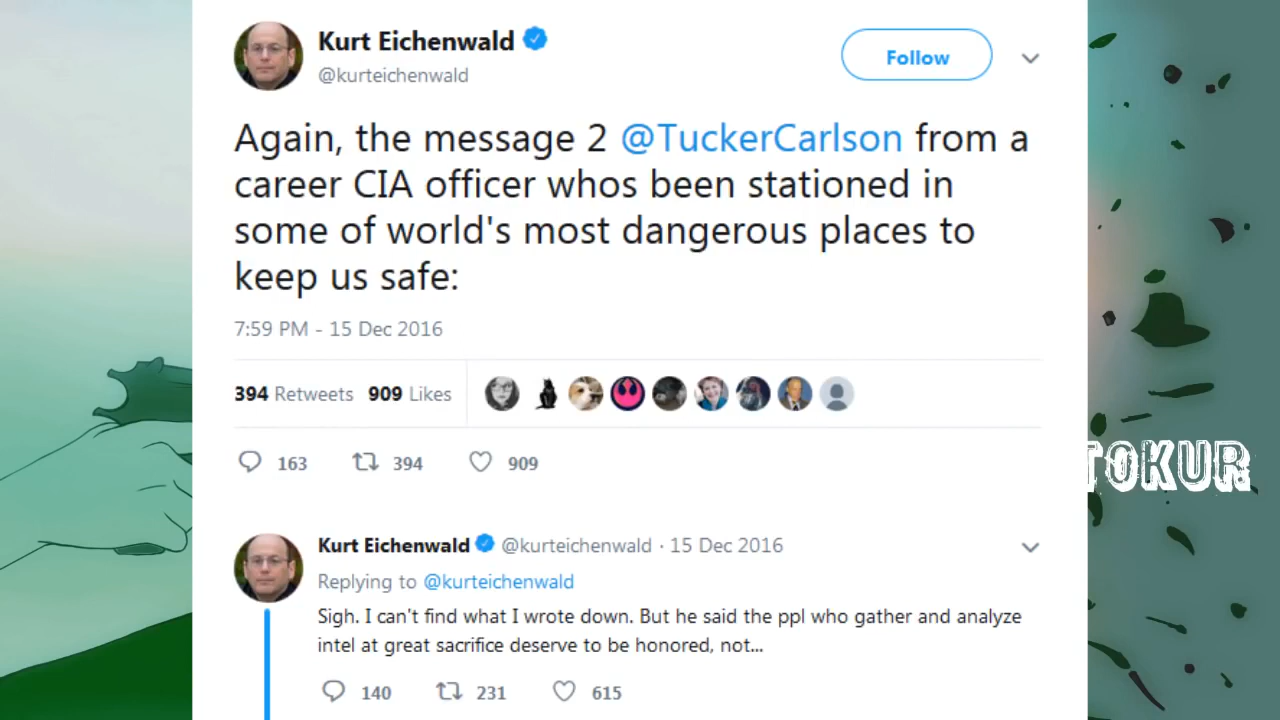 Kurt Eichenwald
@kurteichenwald
Follow
Again, the message 2 @TuckerCarlson from a
career CIA officer whos been stationed in
some of world's most dangerous places to
keep us safe:
7:59 PM - 15 Dec 2016
394 Retweets 909 Likes
163 394 909
Kurt Eichenwald @kurteichenwald · 15 Dec 2016
Replying to @kurteichenwald
Sigh. I can't find what I wrote down. But he said the ppl who gather and analyze
intel at great sacrifice deserve to be honored, not...
140 231 615
TOKUR